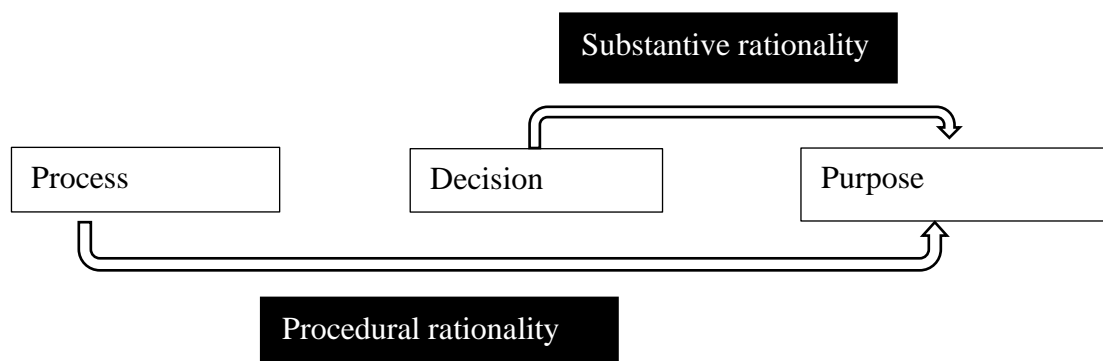 Substantive rationality
Process
Decision
Purpose
Procedural rationality